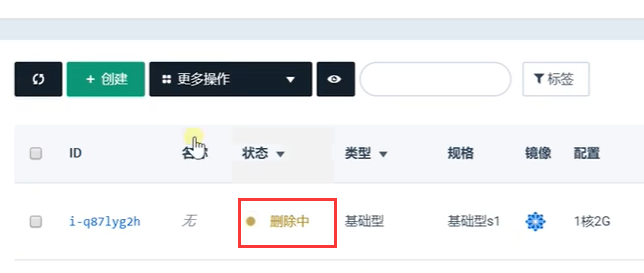 + 创建 更多操作 标签
ID 名称 状态 类型 规格 镜像 配置
i-q87lyg2h 无 删除中 基础型 基础型s1 1核2G